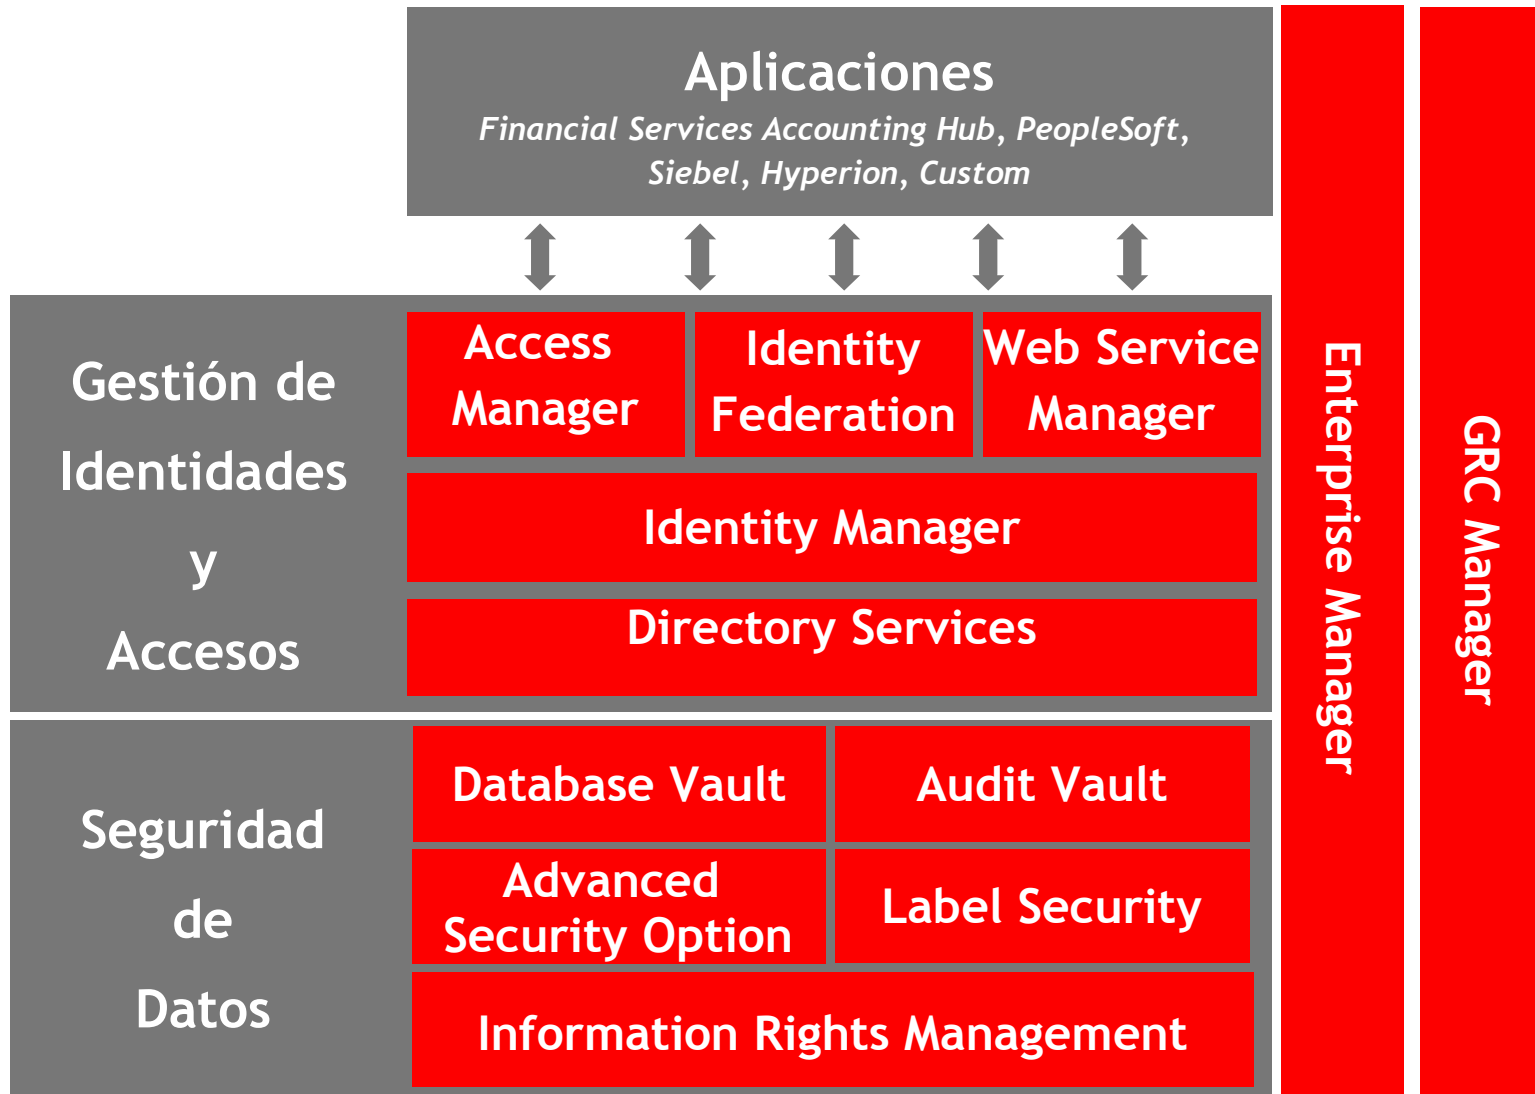 Aplicaciones
Financial Services Accounting Hub, PeopleSoft,
Siebel, Hyperion, Custom
Gestión de
Identidades
y
Accesos
Access
Manager
Identity
Federation
Web Service
Manager
Identity Manager
Directory Services
Seguridad
de
Datos
Database Vault
Audit Vault
Advanced
Security Option
Label Security
Information Rights Management
Enterprise Manager
GRC Manager